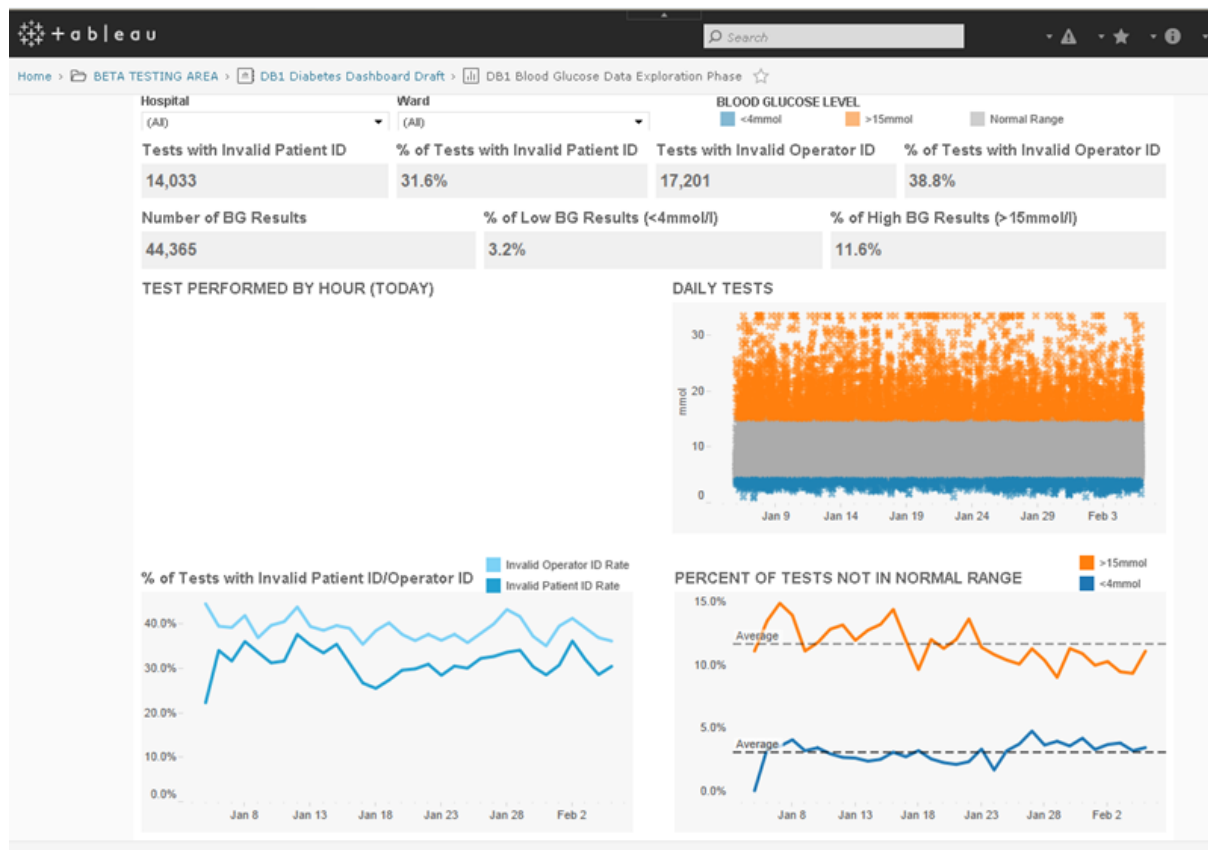 + a b l e a u
Search
Home > BETA TESTING AREA > DB1 Diabetes Dashboard Draft > DB1 Blood Glucose Data Exploration Phase
Hospital Ward BLOOD GLUCOSE LEVEL
(All) (All) <4mmol >15mmol Normal Range
Tests with Invalid Patient ID % of Tests with Invalid Patient ID Tests with Invalid Operator ID % of Tests with Invalid Operator ID
14,033 31.6% 17,201 38.8%
Number of BG Results % of Low BG Results (<4mmol/l) % of High BG Results (>15mmol/l)
44,365 3.2% 11.6%
TEST PERFORMED BY HOUR (TODAY)
DAILY TESTS
30
20
10
0
mmol
Jan 9 Jan 14 Jan 19 Jan 24 Jan 29 Feb 3
% of Tests with Invalid Patient ID/Operator ID
Invalid Operator ID Rate
Invalid Patient ID Rate
40.0%
30.0%
20.0%
10.0%
0.0%
Jan 8 Jan 13 Jan 18 Jan 23 Jan 28 Feb 2
PERCENT OF TESTS NOT IN NORMAL RANGE
>15mmol
<4mmol
15.0%
Average
10.0%
5.0%
Average
0.0%
Jan 8 Jan 13 Jan 18 Jan 23 Jan 28 Feb 2